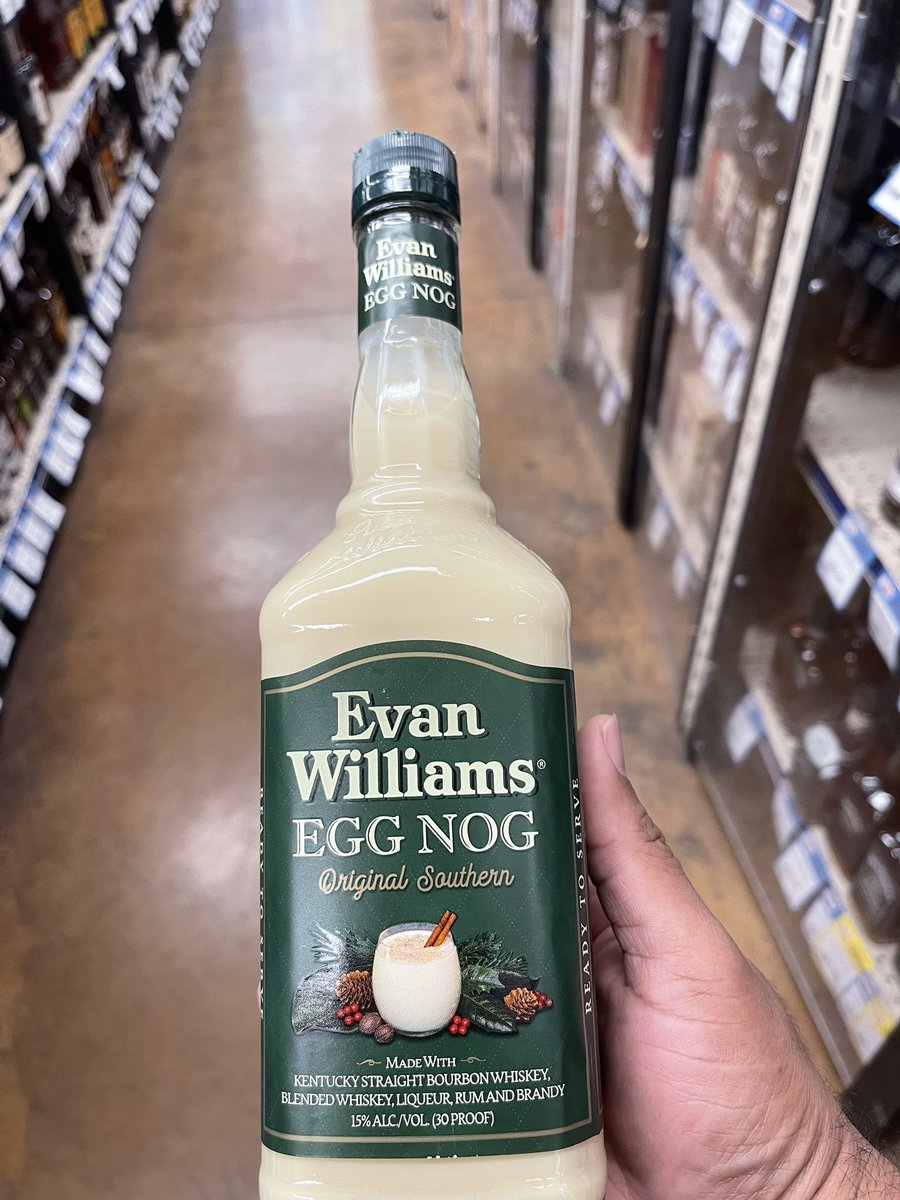 Evan
Williams
EGG NOG
Evan
Williams®
EGG NOG
Original Southern
READY TO SERVE
MADE WITH
KENTUCKY STRAIGHT BOURBON WHISKEY,
BLENDED WHISKEY, LIQUEUR, RUM AND BRANDY
15% ALC./VOL. (30 PROOF)